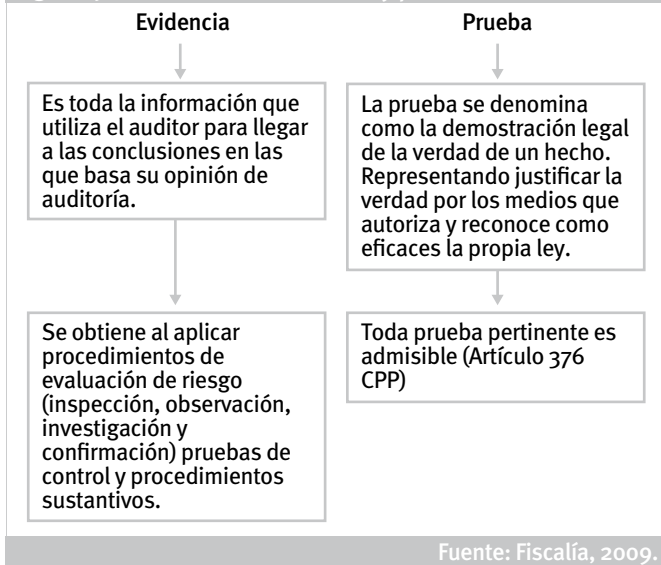 Evidencia
Es toda la información que
utiliza el auditor para llegar
a las conclusiones en las
que basa su opinión de
auditoría.
Se obtiene al aplicar
procedimientos de
evaluación de riesgo
(inspección, observación,
investigación y
confirmación) pruebas de
control y procedimientos
sustantivos.
Prueba
La prueba se denomina
como la demostración legal
de la verdad de un hecho.
Representando justificar la
verdad por los medios que
autoriza y reconoce como
eficaces la propia ley.
Toda prueba pertinente es
admisible (Artículo 376
CPP)
Fuente: Fiscalía, 2009.